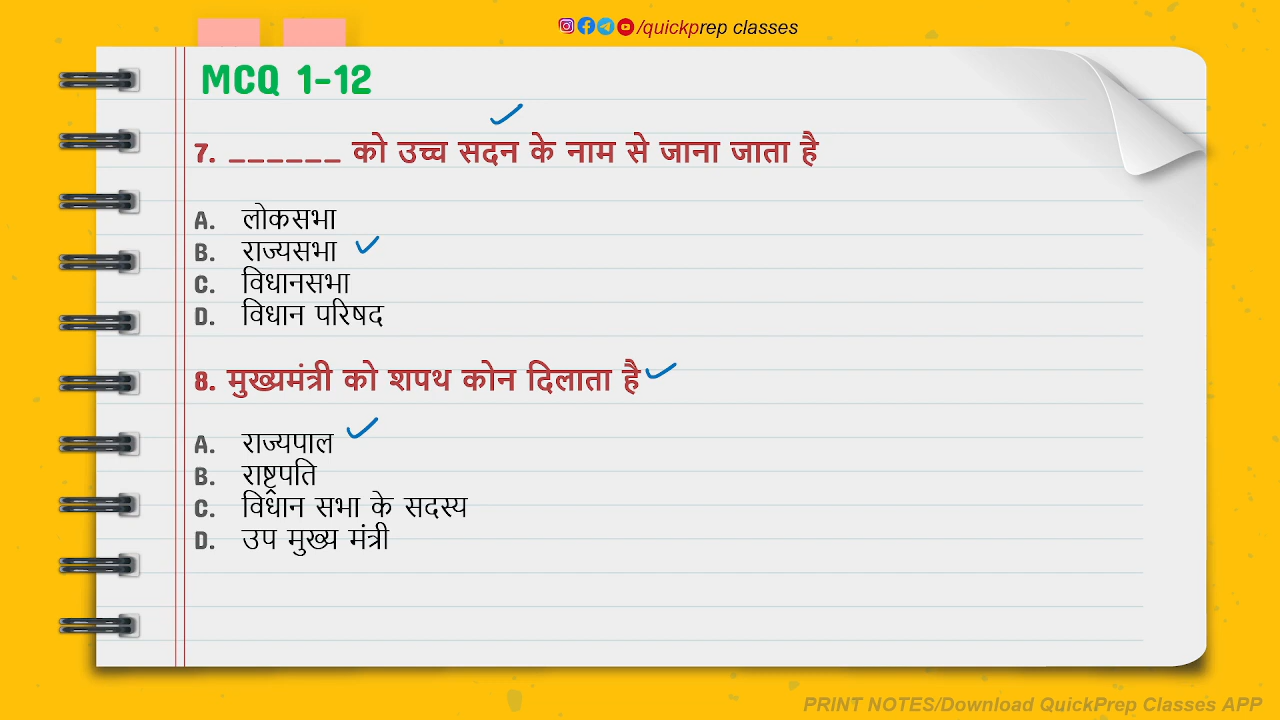 /quickprep classes
MCQ 1-12
7. ______ को उच्च सदन के नाम से जाना जाता है
A. लोकसभा
B. राज्यसभा
C. विधानसभा
D. विधान परिषद
8. मुख्यमंत्री को शपथ कोन दिलाता है
A. राज्यपाल
B. राष्ट्रपति
C. विधान सभा के सदस्य
D. उप मुख्य मंत्री
PRINT NOTES/Download QuickPrep Classes APP